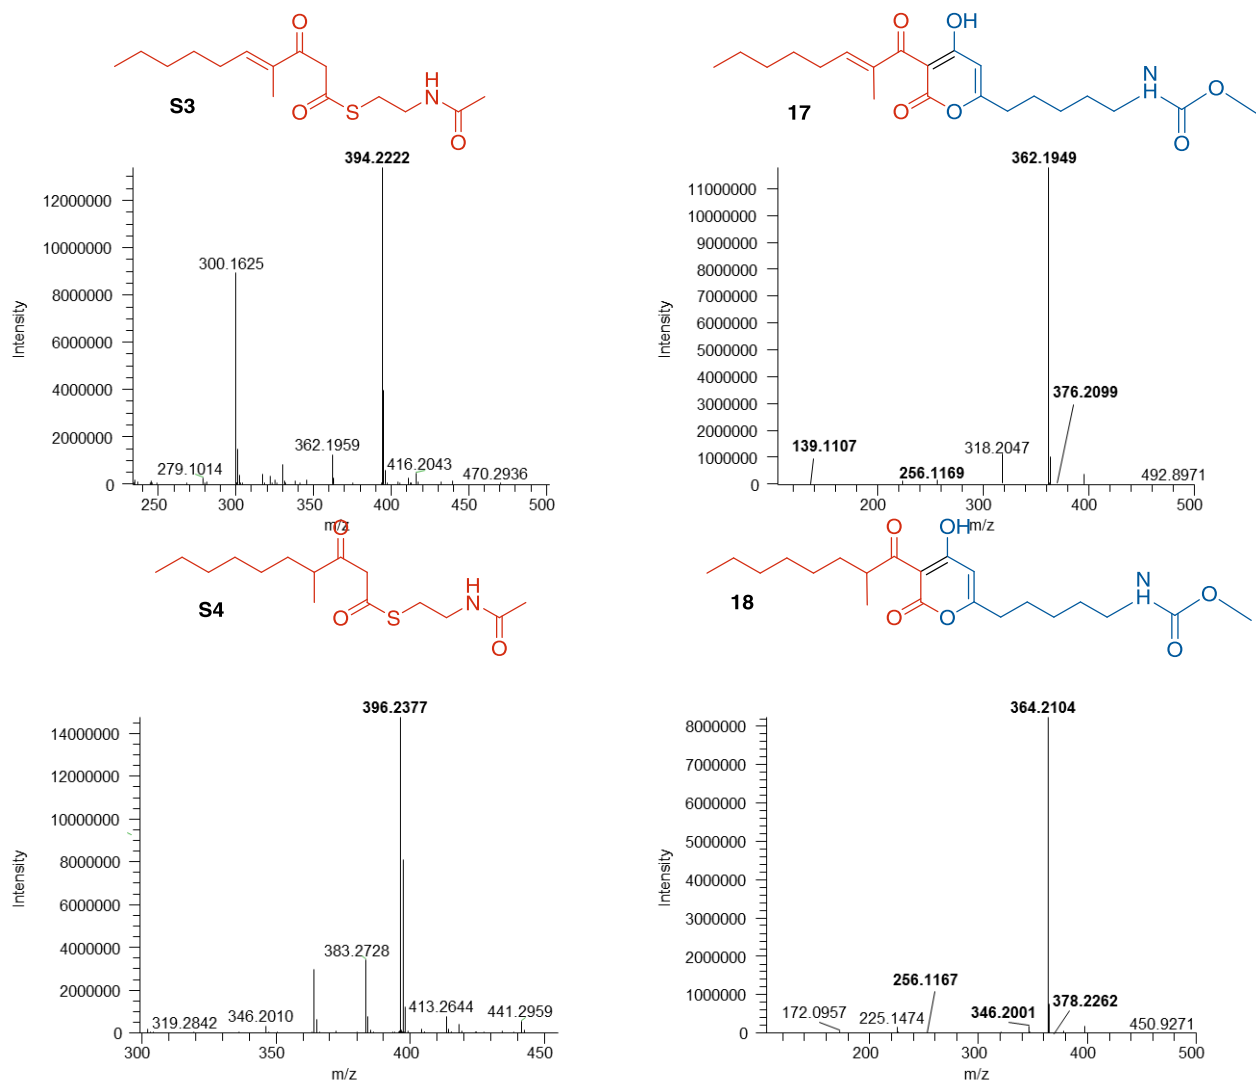 O
OH
O
N
H
O
O
S
S3
H
N
O
O
O
O
17
O
394.2222
12000000
10000000
8000000
6000000
4000000
2000000
0
Intensity
300.1625
279.1014
362.1959
416.2043
470.2936
250
300
350
400
450
500
m/z
362.1949
11000000
10000000
9000000
8000000
7000000
6000000
5000000
4000000
3000000
2000000
1000000
0
Intensity
376.2099
139.1107
318.2047
256.1169
492.8971
200
300
400
500
m/z
O
O
S
H
N
O
S4
O
OH
O
O
N
H
O
O
18
396.2377
14000000
12000000
10000000
8000000
6000000
4000000
2000000
0
Intensity
383.2728
319.2842
346.2010
413.2644
441.2959
300
350
400
450
m/z
364.2104
8000000
7000000
6000000
5000000
4000000
3000000
2000000
1000000
0
Intensity
256.1167
172.0957
225.1474
346.2001
378.2262
450.9271
200
300
400
500
m/z